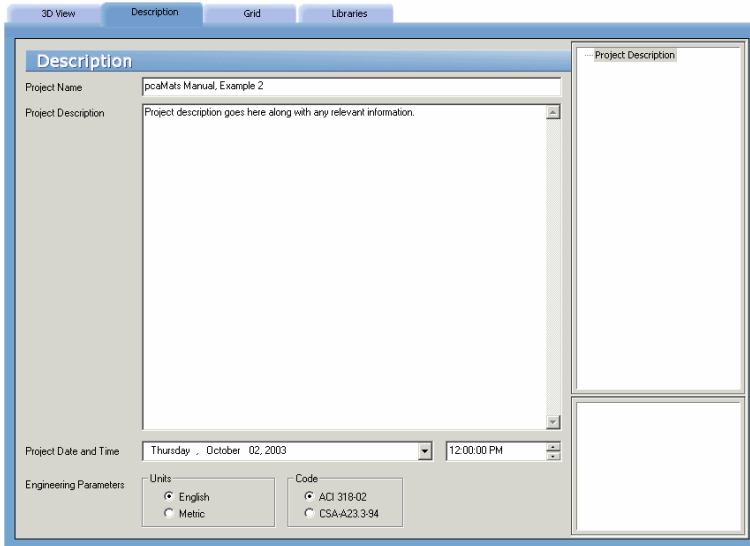 3D View Description Grid Libraries
Description
Project Description
Project Name pcaMats Manual, Example 2
Project Description Project description goes here along with any relevant information.
Project Date and Time Thursday , October 02, 2003 12:00:00 PM
Engineering Parameters Units Code
English ACI 318-02
Metric CSA-A23.3-94